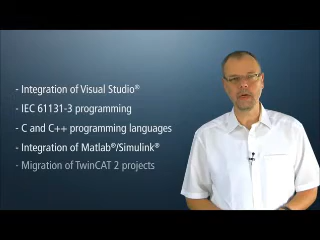 - Integration of Visual Studio®
- IEC 61131-3 programming
- C and C++ programming languages
- Integration of Matlab®/Simulink®
- Migration of TwinCAT 2 projects